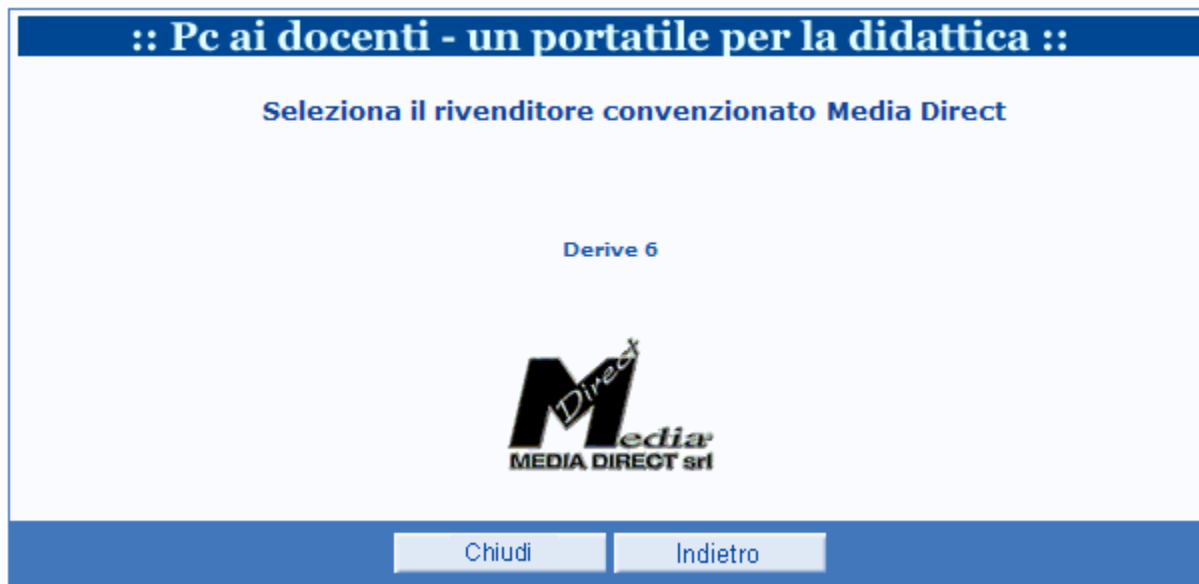 :: Pc ai docenti - un portatile per la didattica ::
Seleziona il rivenditore convenzionato Media Direct
Derive 6
Direct
Media
MEDIA DIRECT srl
Chiudi Indietro